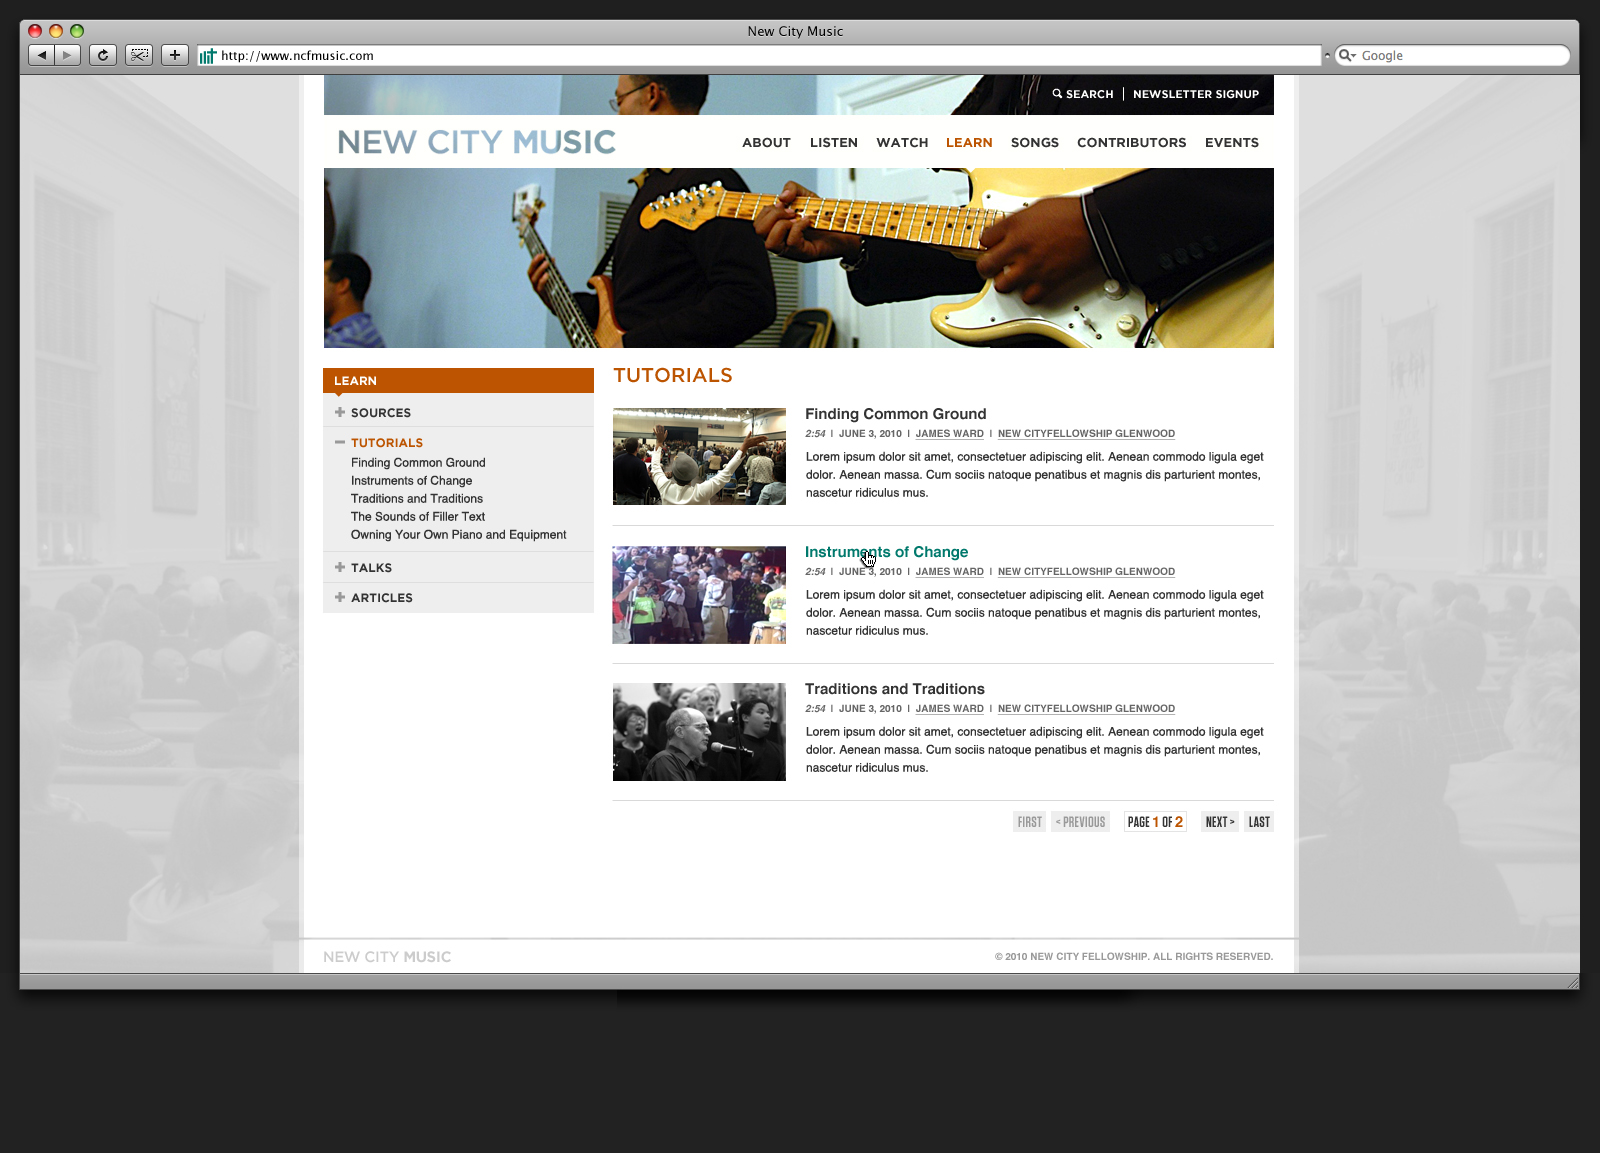 New City Music
http://www.ncfmusic.com
Google
SEARCH | NEWSLETTER SIGNUP
NEW CITY MUSIC
ABOUT LISTEN WATCH LEARN SONGS CONTRIBUTORS EVENTS
LEARN
SOURCES
TUTORIALS
Finding Common Ground
Instruments of Change
Traditions and Traditions
The Sounds of Filler Text
Owning Your Own Piano and Equipment
TALKS
ARTICLES
TUTORIALS
Finding Common Ground
2:54 | JUNE 3, 2010 | JAMES WARD | NEW CITYFELLOWSHIP GLENWOOD
Lorem ipsum dolor sit amet, consectetuer adipiscing elit. Aenean commodo ligula eget
dolor. Aenean massa. Cum sociis natoque penatibus et magnis dis parturient montes,
nascetur ridiculus mus.
Instruments of Change
2:54 | JUNE 3, 2010 | JAMES WARD | NEW CITYFELLOWSHIP GLENWOOD
Lorem ipsum dolor sit amet, consectetuer adipiscing elit. Aenean commodo ligula eget
dolor. Aenean massa. Cum sociis natoque penatibus et magnis dis parturient montes,
nascetur ridiculus mus.
Traditions and Traditions
2:54 | JUNE 3, 2010 | JAMES WARD | NEW CITYFELLOWSHIP GLENWOOD
Lorem ipsum dolor sit amet, consectetuer adipiscing elit. Aenean commodo ligula eget
dolor. Aenean massa. Cum sociis natoque penatibus et magnis dis parturient montes,
nascetur ridiculus mus.
FIRST < PREVIOUS PAGE 1 OF 2 NEXT > LAST
NEW CITY MUSIC
© 2010 NEW CITY FELLOWSHIP. ALL RIGHTS RESERVED.